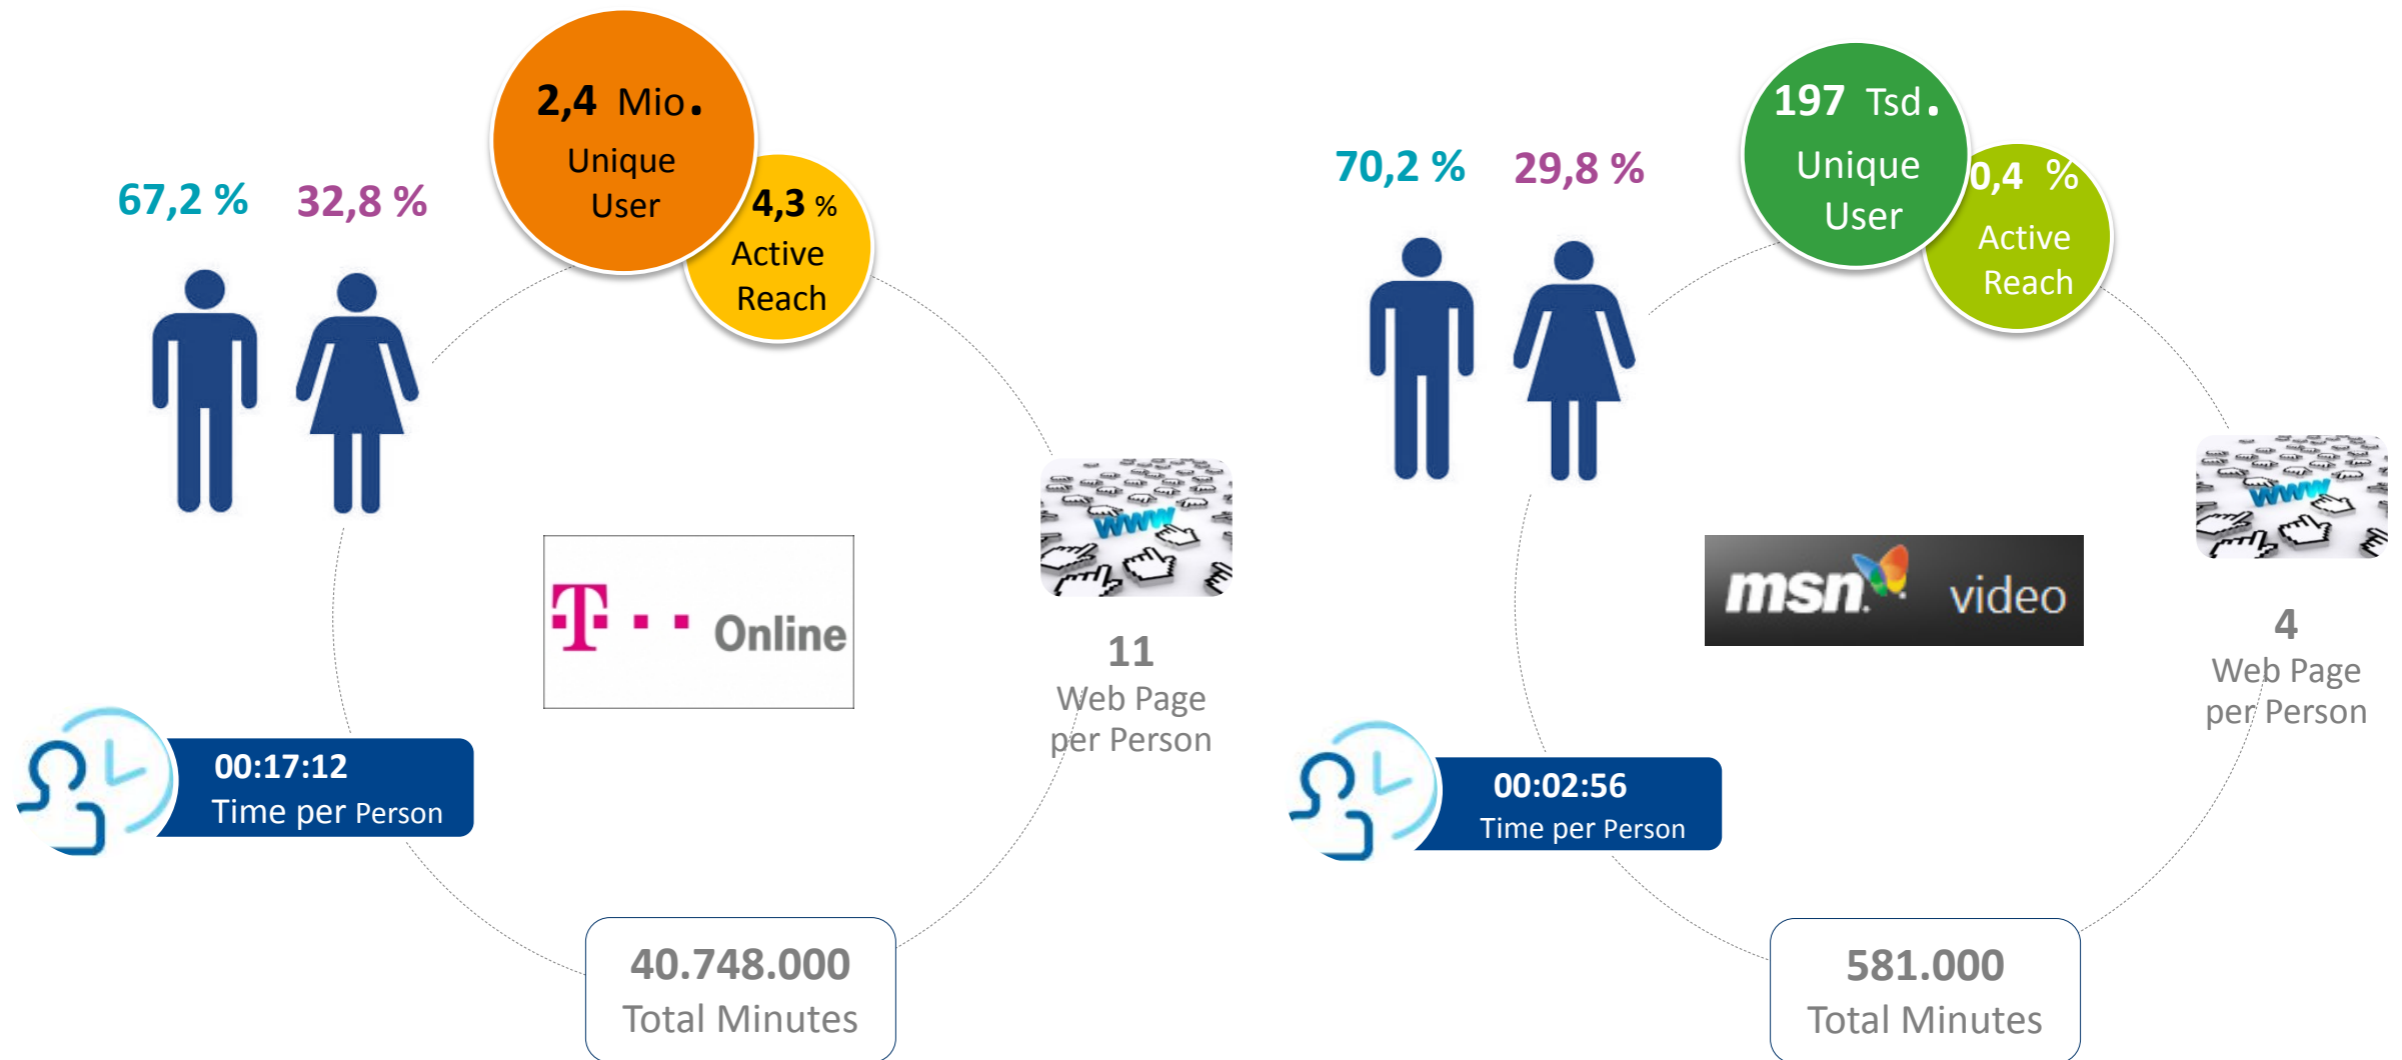 2,4 Mio.
Unique
User
4,3 %
Active
Reach
67,2 %
32,8 %
www
11
Web Page
per Person
T Online
00:17:12
Time per Person
40.748.000
Total Minutes
197 Tsd.
Unique
User
0,4 %
Active
Reach
70,2 %
29,8 %
www
4
Web Page
per Person
msn video
00:02:56
Time per Person
581.000
Total Minutes